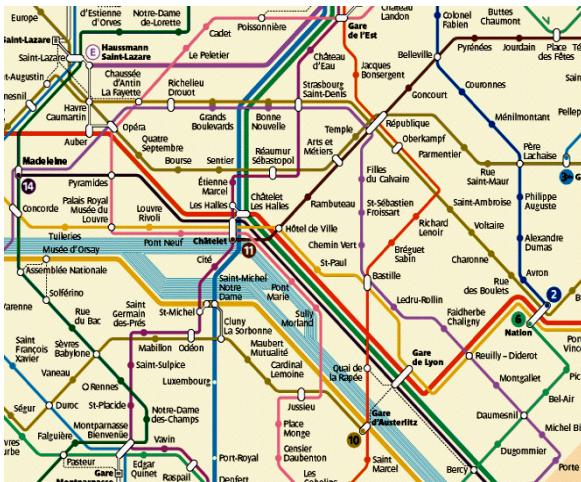 Europe
d'Estienne
d'Orves
Notre-Dame-
de-Lorette
Poissonnière
Cadet
Le Peletier
Gare
de l'Est
Château
Landon
Colonel
Fabien
Buttes
Chaumont
Saint-Lazare
Saint-Lazare
E
Haussmann
Saint-Lazare
Château
d'Eau
Jacques
Bonsergent
Belleville
Pyrénées
Jourdain
Place
des Fêtes
St-Augustin
Chaussée
d'Antin
La Fayette
Richelieu
Drouot
Strasbourg
Saint-Denis
Goncourt
Couronnes
Havre
Caumartin
Grands
Boulevards
Bonne
Nouvelle
République
Ménilmontant
Auber
Opéra
Quatre
Septembre
Temple
Oberkampf
Parmentier
Père
Lachaise
Madeleine
14
Bourse
Sentier
Réaumur
Sébastopol
Arts et
Métiers
Filles
du Calvaire
Rue
Saint-Maur
Pyramides
Étienne
Marcel
Les Halles
Châtelet
Les Halles
Rambuteau
St-Sébastien
Froissart
Saint-Ambroise
Philippe
Auguste
Concorde
Palais Royal
Musée du
Louvre
Louvre
Rivoli
Richard
Lenoir
Voltaire
Tuileries
Pont Neuf
Châtelet
11
Hôtel de Ville
Chemin Vert
Bréguet
Sabin
Charonne
Alexandre
Dumas
Musée d'Orsay
Cité
St-Paul
Avron
Assemblée Nationale
Saint-Michel
Notre
Dame
Pont
Marie
Bastille
Rue
des Boulets
2
Solférino
Saint
Germain
des-Prés
St-Michel
Cluny
La Sorbonne
Sully
Morland
Ledru-Rollin
Faidherbe
Chaligny
6
Nation
Varenne
Rue
du Bac
Mabillon
Odéon
Maubert
Mutualité
Gare
de Lyon
Reuilly – Diderot
Saint
François
Xavier
Sèvres
Babylone
Saint-Sulpice
Cardinal
Lemoine
Quai de
la Rapée
Montgallet
Vaneau
Rennes
Luxembourg
Bel-Air
Ségur
Duroc
St-Placide
Notre-Dame
des-Champs
Jussieu
Gare
d'Austerlitz
10
Daumesnil
Michel Bi
Falguière
Montparnasse
Bienvenüe
Vavin
Place
Monge
Dugommier
Pasteur
Edgar
Quinet
Port-Royal
Censier
Daubenton
Saint
Marcel
Bercy
Porte
Gare
Montparnasse
Raspail
Denfert
Les
Gobelins